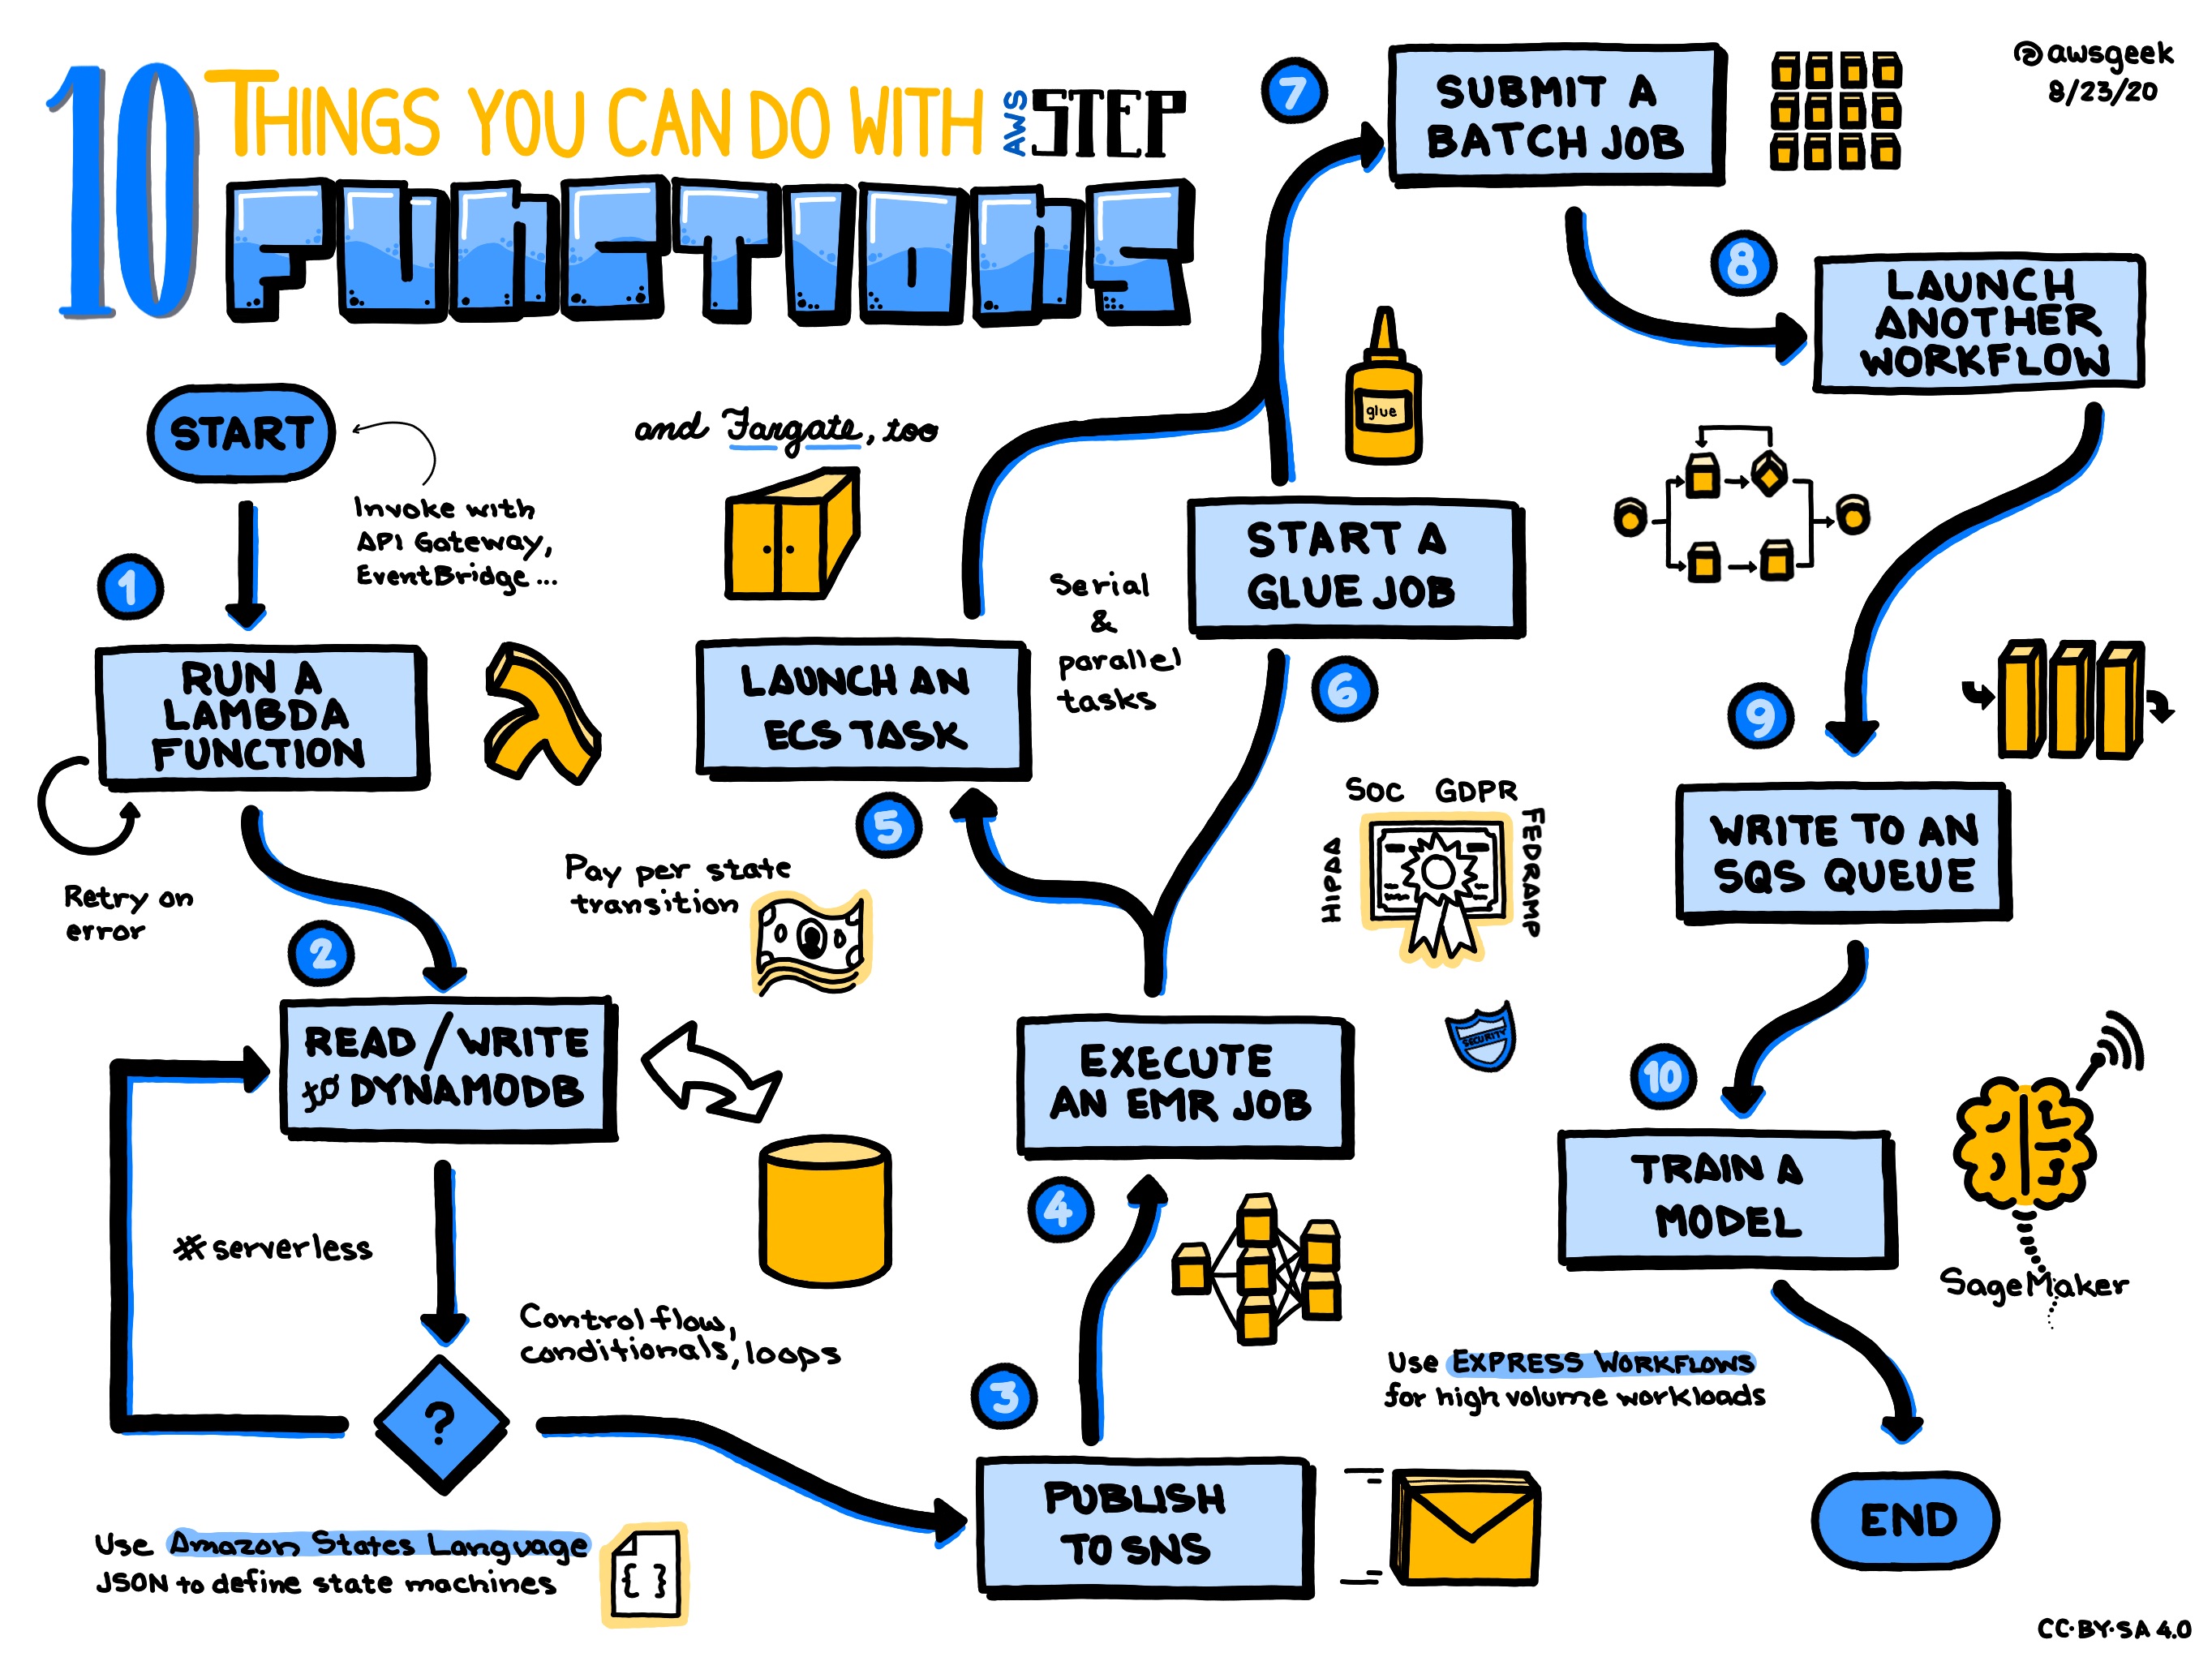 10 THINGS YOU CAN DO WITH AWS STEP
FUNCTIONS
@awsgeek
8/23/20
START
Invoke with
API Gateway,
EventBridge...
1
RUN A
LAMBDA
FUNCTION
Retry on
error
2
READ/WRITE
to DYNAMODB
#serverless
Pay per state
transition
Control flow,
conditionals, loops
?
Use Amazon States Language
JSON to define state machines
{ }
3
PUBLISH
TO SNS
4
EXECUTE
AN EMR JOB
5
LAUNCH AN
ECS TASK
and Fargate, too
Serial
&
parallel
tasks
6
START A
GLUE JOB
glue
7
SUBMIT A
BATCH JOB
8
LAUNCH
ANOTHER
WORKFLOW
9
WRITE TO AN
SQS QUEUE
SOC GDPR
HIPAA
FEDRAMP
SECURITY
10
TRAIN A
MODEL
SageMaker
Use EXPRESS WORKFLOWS
for high volume workloads
END
CC·BY·SA 4.0